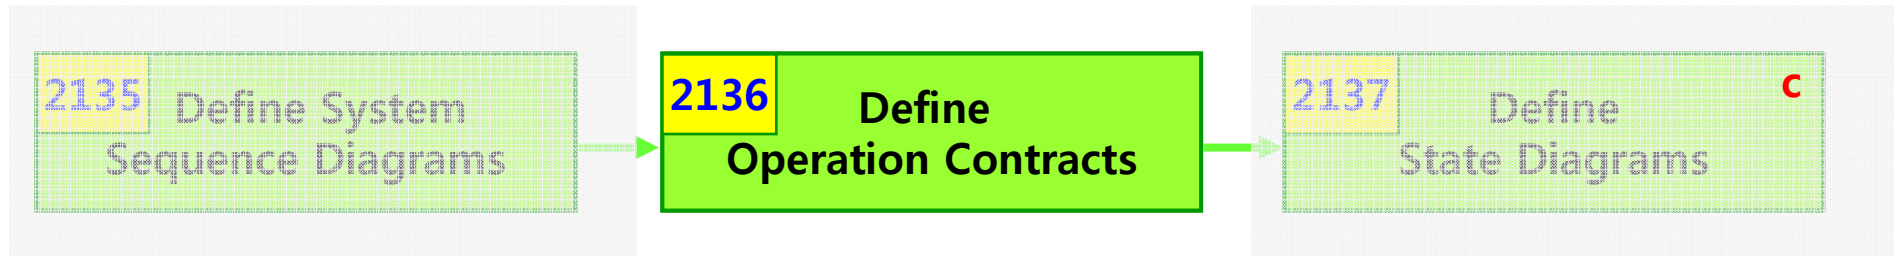 2135
Define System
Sequence Diagrams
2136
Define
Operation Contracts
2137
Define
State Diagrams
C